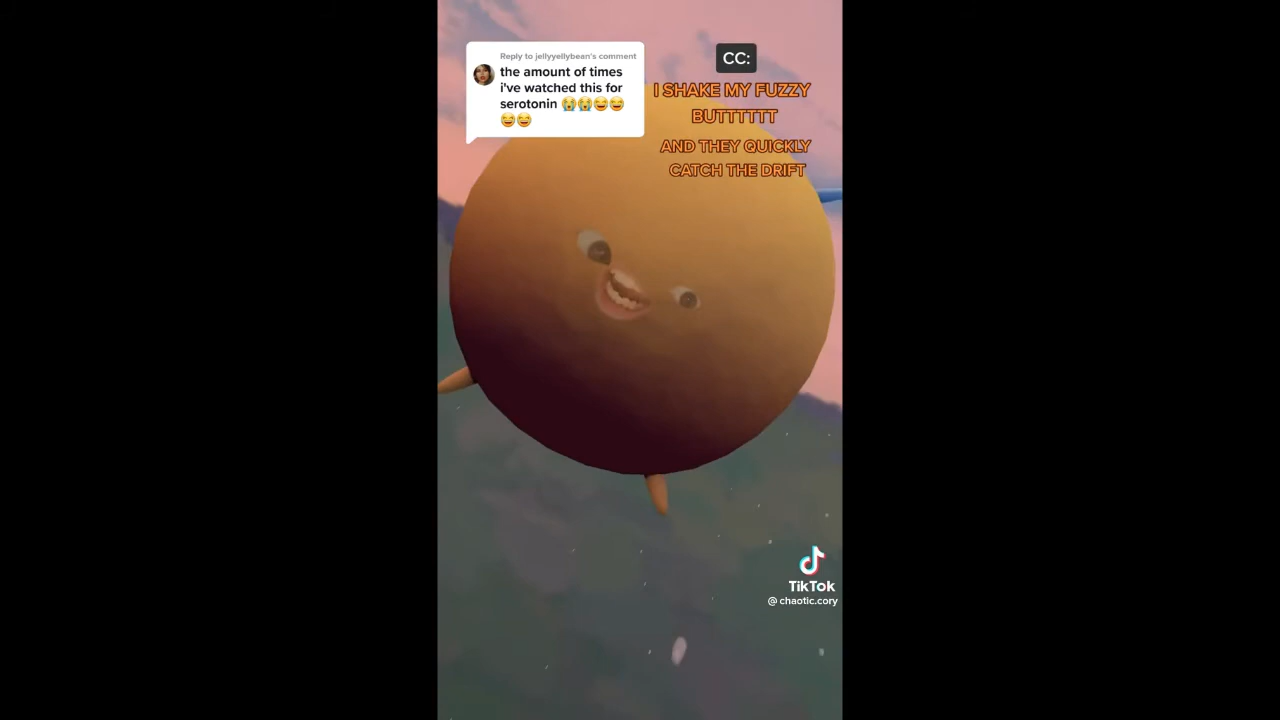 Reply to jellyyellybean's comment
the amount of times
i've watched this for
serotonin 😭😭😂😂
😂😂
CC:
I SHAKE MY FUZZY
BUTTTTTT
AND THEY QUICKLY
CATCH THE DRIFT
TikTok
@ chaotic.cory